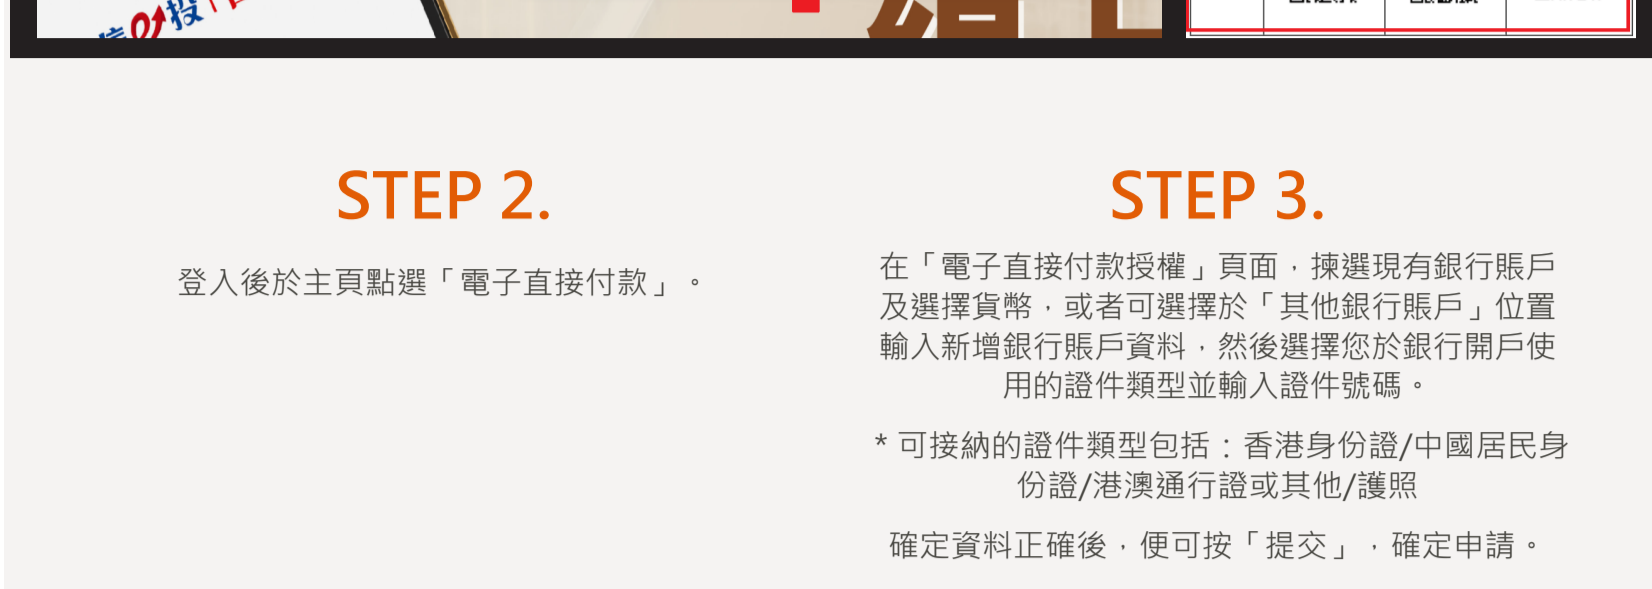 投
STEP 2.
登入後於主頁點選「電子直接付款」。
STEP 3.
在「電子直接付款授權」頁面，揀選現有銀行賬戶
及選擇貨幣，或者可選擇於「其他銀行賬戶」位置
輸入新增銀行賬戶資料，然後選擇您於銀行開戶使
用的證件類型並輸入證件號碼。
* 可接納的證件類型包括：香港身份證/中國居民身
份證/港澳通行證或其他/護照
確定資料正確後，便可按「提交」，確定申請。